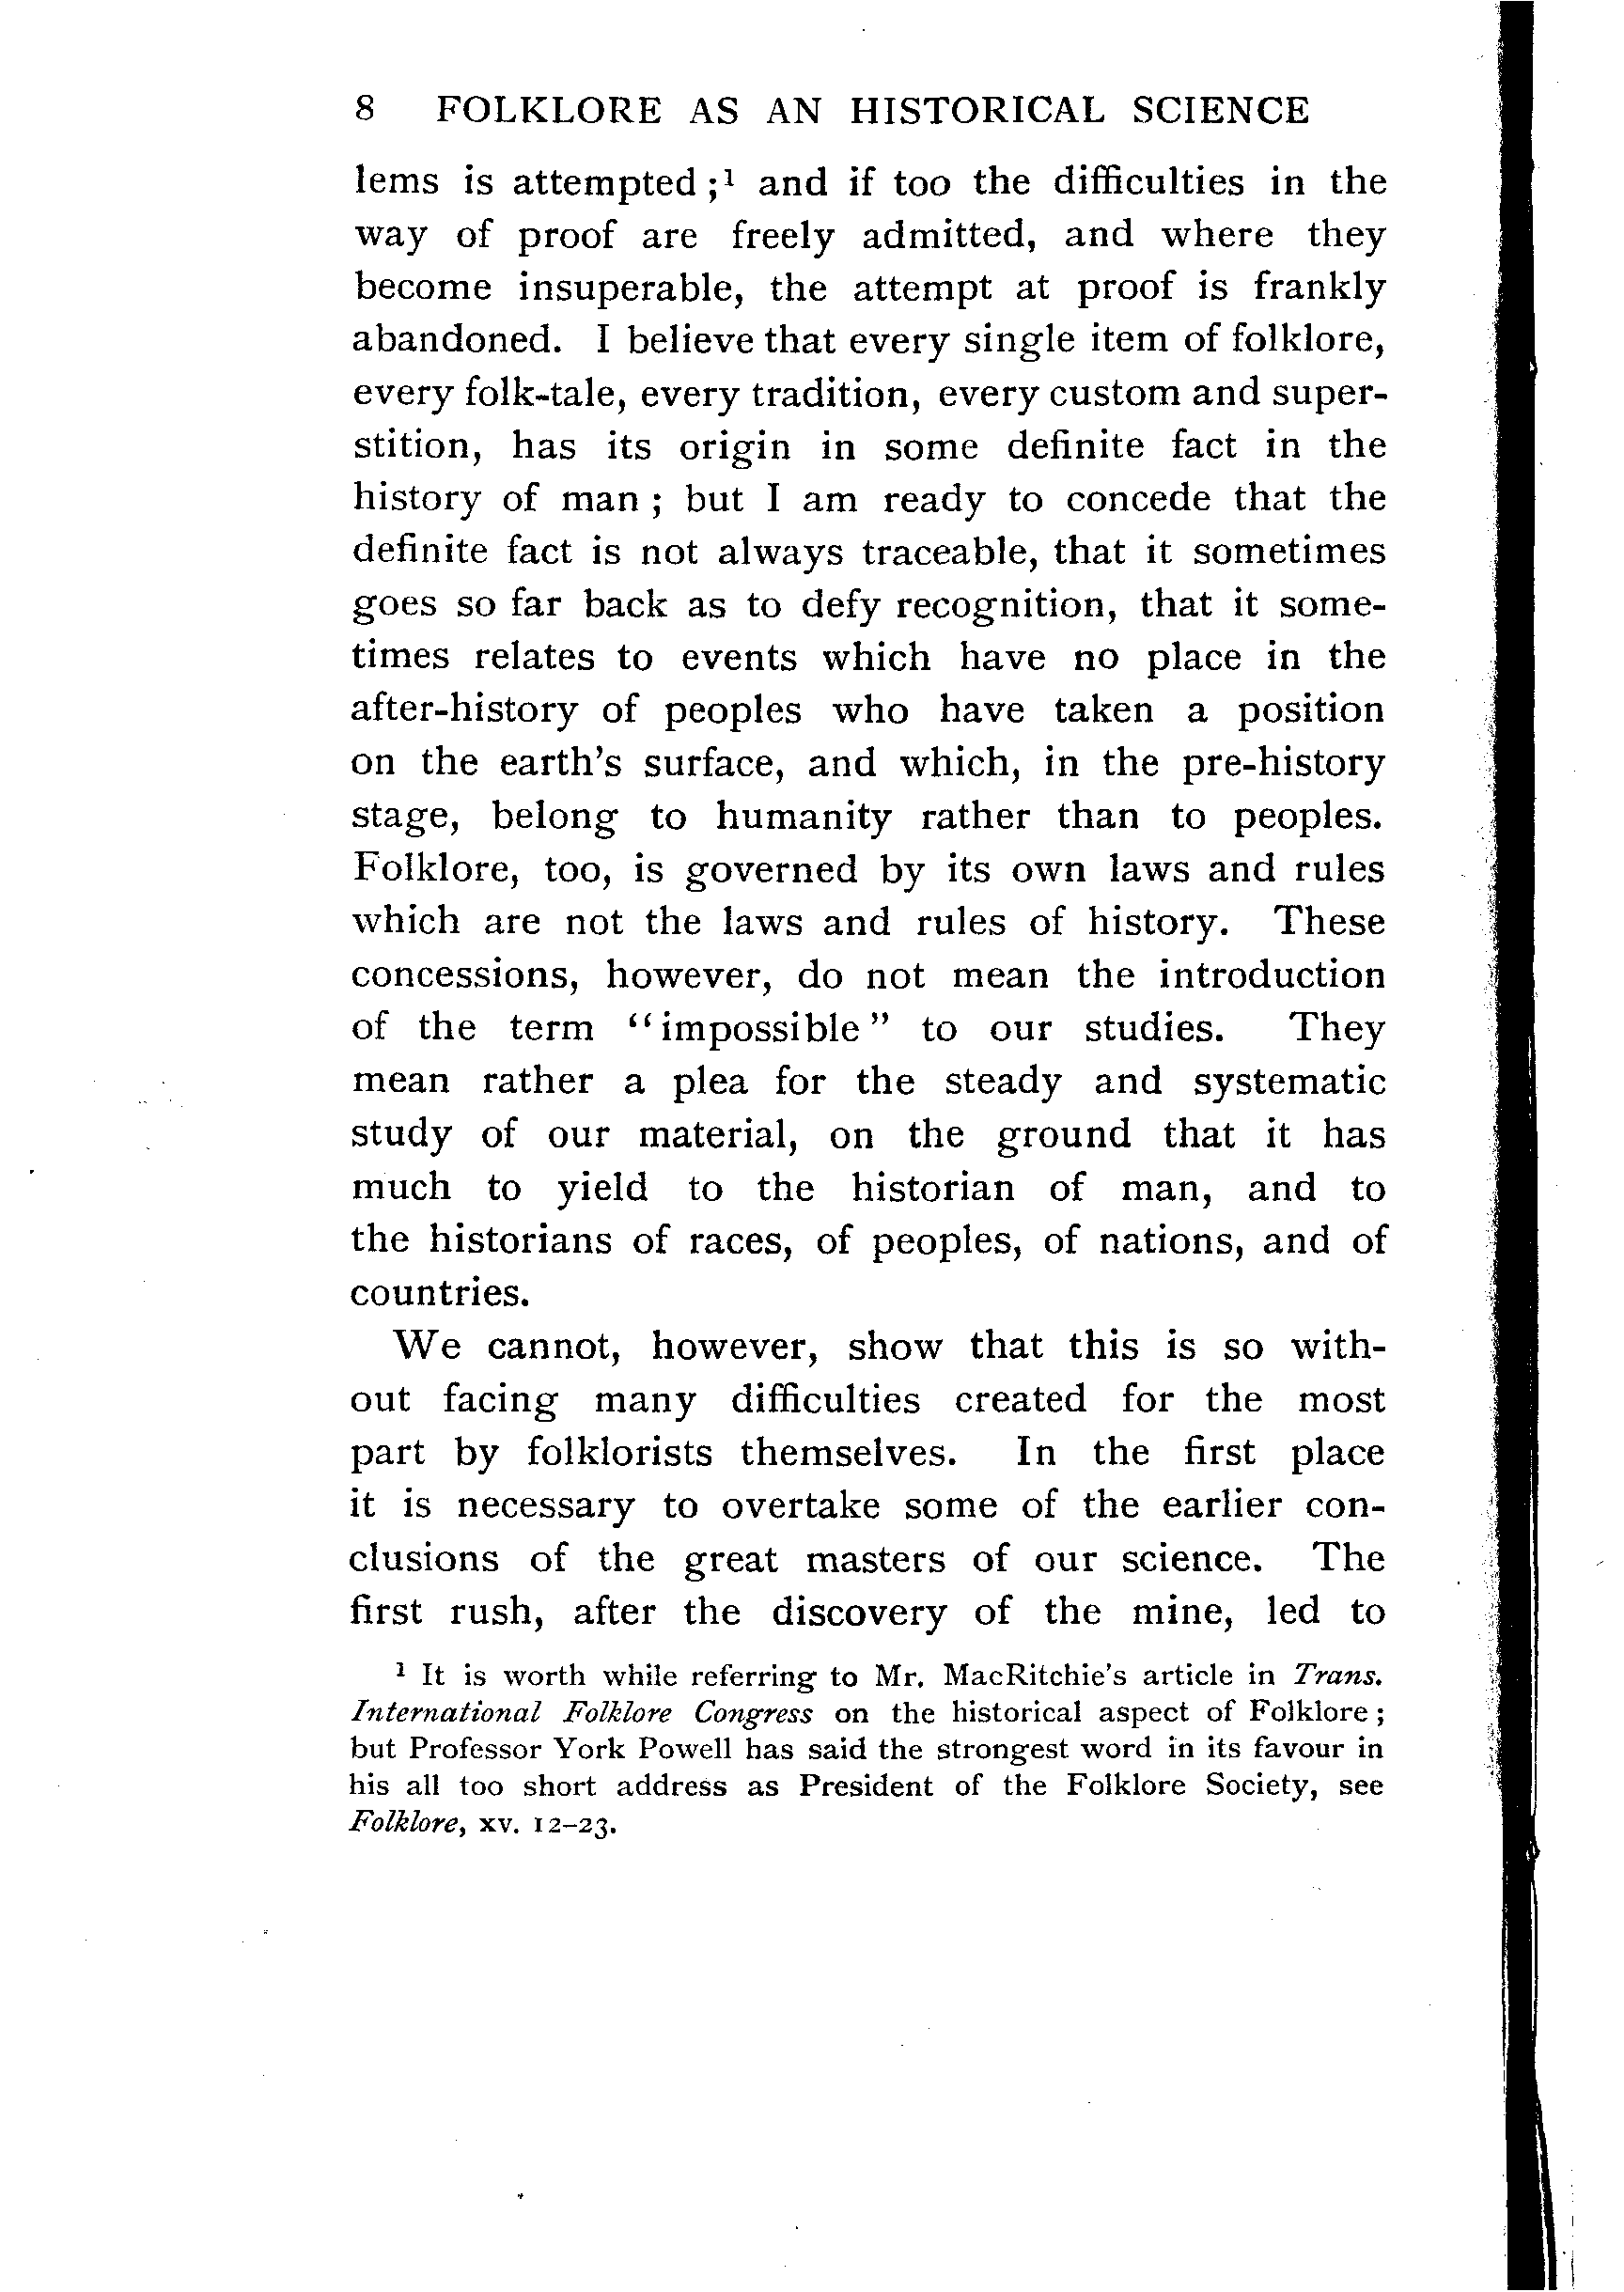 8 FOLKLORE AS AN HISTORICAL SCIENCE
lems is attempted ;¹ and if too the difficulties in the
way of proof are freely admitted, and where they
become insuperable, the attempt at proof is frankly
abandoned. I believe that every single item of folklore,
every folk-tale, every tradition, every custom and super-
stition, has its origin in some definite fact in the
history of man ; but I am ready to concede that the
definite fact is not always traceable, that it sometimes
goes so far back as to defy recognition, that it some-
times relates to events which have no place in the
after-history of peoples who have taken a position
on the earth's surface, and which, in the pre-history
stage, belong to humanity rather than to peoples.
Folklore, too, is governed by its own laws and rules
which are not the laws and rules of history. These
concessions, however, do not mean the introduction
of the term “impossible” to our studies. They
mean rather a plea for the steady and systematic
study of our material, on the ground that it has
much to yield to the historian of man, and to
the historians of races, of peoples, of nations, and of
countries.
We cannot, however, show that this is so with-
out facing many difficulties created for the most
part by folklorists themselves. In the first place
it is necessary to overtake some of the earlier con-
clusions of the great masters of our science. The
first rush, after the discovery of the mine, led to
¹ It is worth while referring to Mr. MacRitchie's article in Trans.
International Folklore Congress on the historical aspect of Folklore ;
but Professor York Powell has said the strongest word in its favour in
his all too short address as President of the Folklore Society, see
Folklore, xv. 12-23.